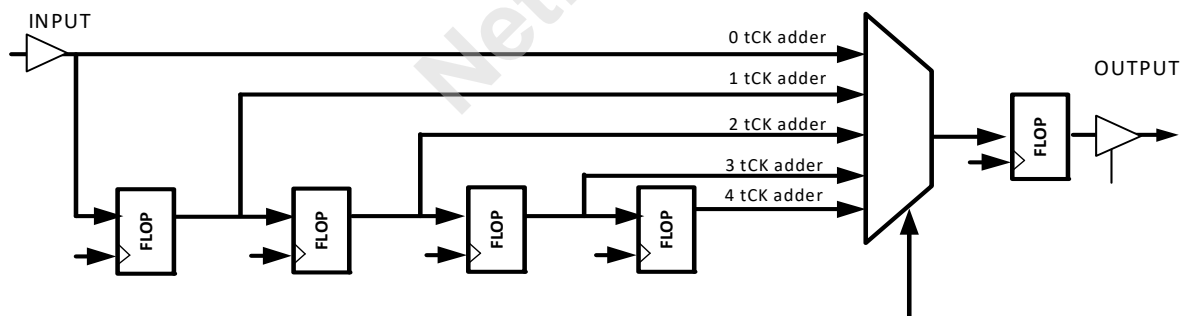 INPUT
0 tCK adder
1 tCK adder
OUTPUT
2 tCK adder
FLOP
3 tCK adder
4 tCK adder
FLOP
FLOP
FLOP
FLOP